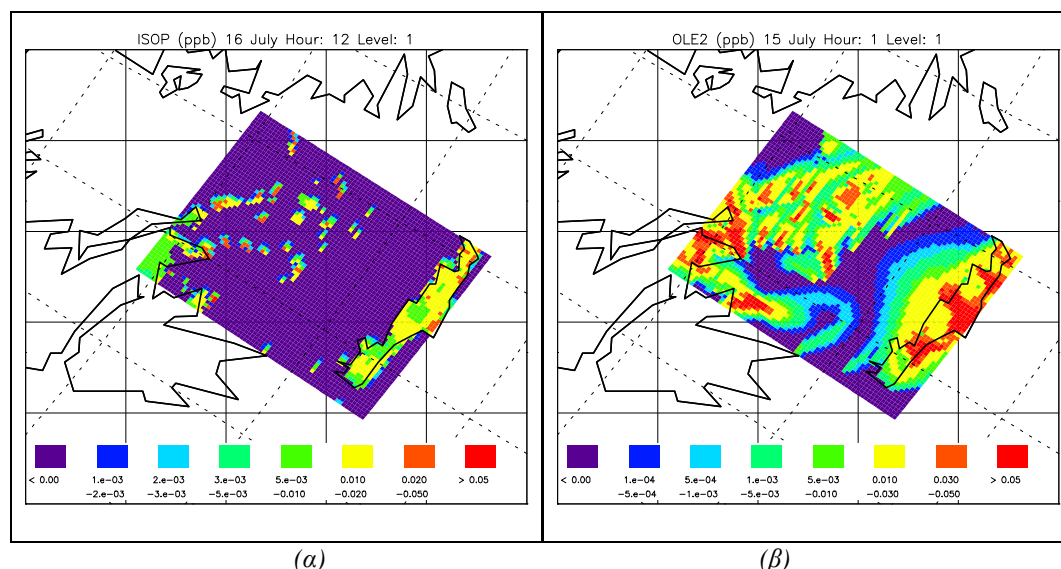 ISOP (ppb) 16 July Hour: 12 Level: 1
< 0.00 1.e-03 2.e-03 3.e-03 5.e-03 0.010 0.020 > 0.05
-2.e-03 -3.e-03 -5.e-03 -0.010 -0.020 -0.050
(α)
OLE2 (ppb) 15 July Hour: 1 Level: 1
< 0.00 1.e-04 5.e-04 1.e-03 5.e-03 0.010 0.030 > 0.05
-5.e-04 -1.e-03 -5.e-03 -0.010 -0.030 -0.050
(β)